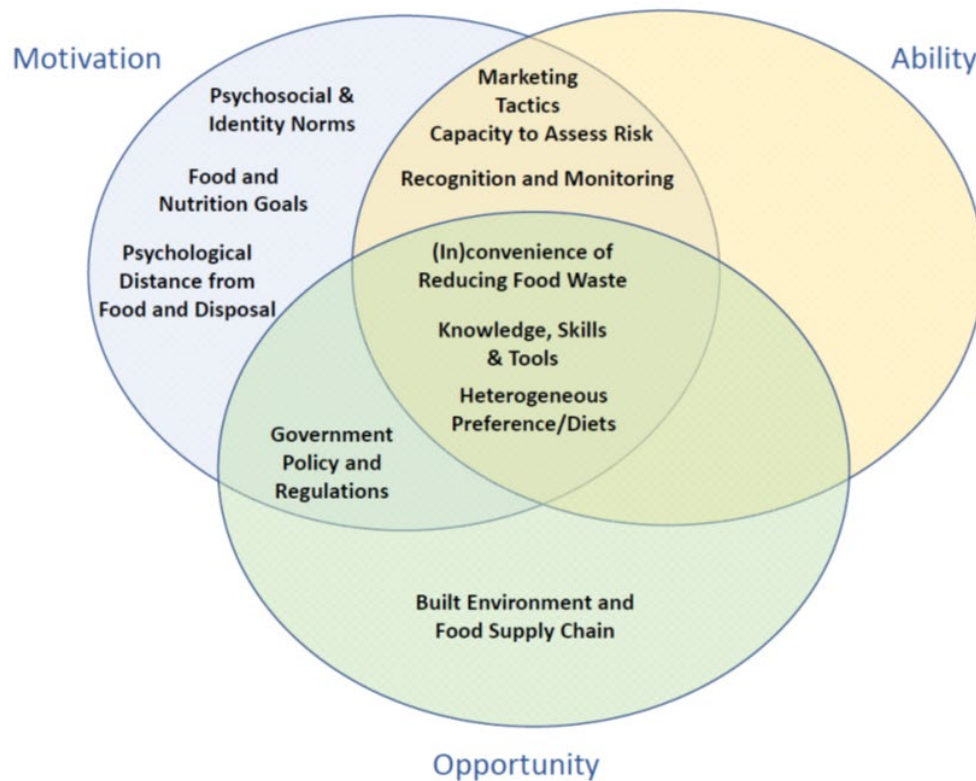 Motivation
Ability
Psychosocial &
Identity Norms
Food and
Nutrition Goals
Psychological
Distance from
Food and Disposal
Marketing
Tactics
Capacity to Assess Risk
Recognition and Monitoring
(In)convenience of
Reducing Food Waste
Knowledge, Skills
& Tools
Heterogeneous
Preference/Diets
Government
Policy and
Regulations
Built Environment and
Food Supply Chain
Opportunity